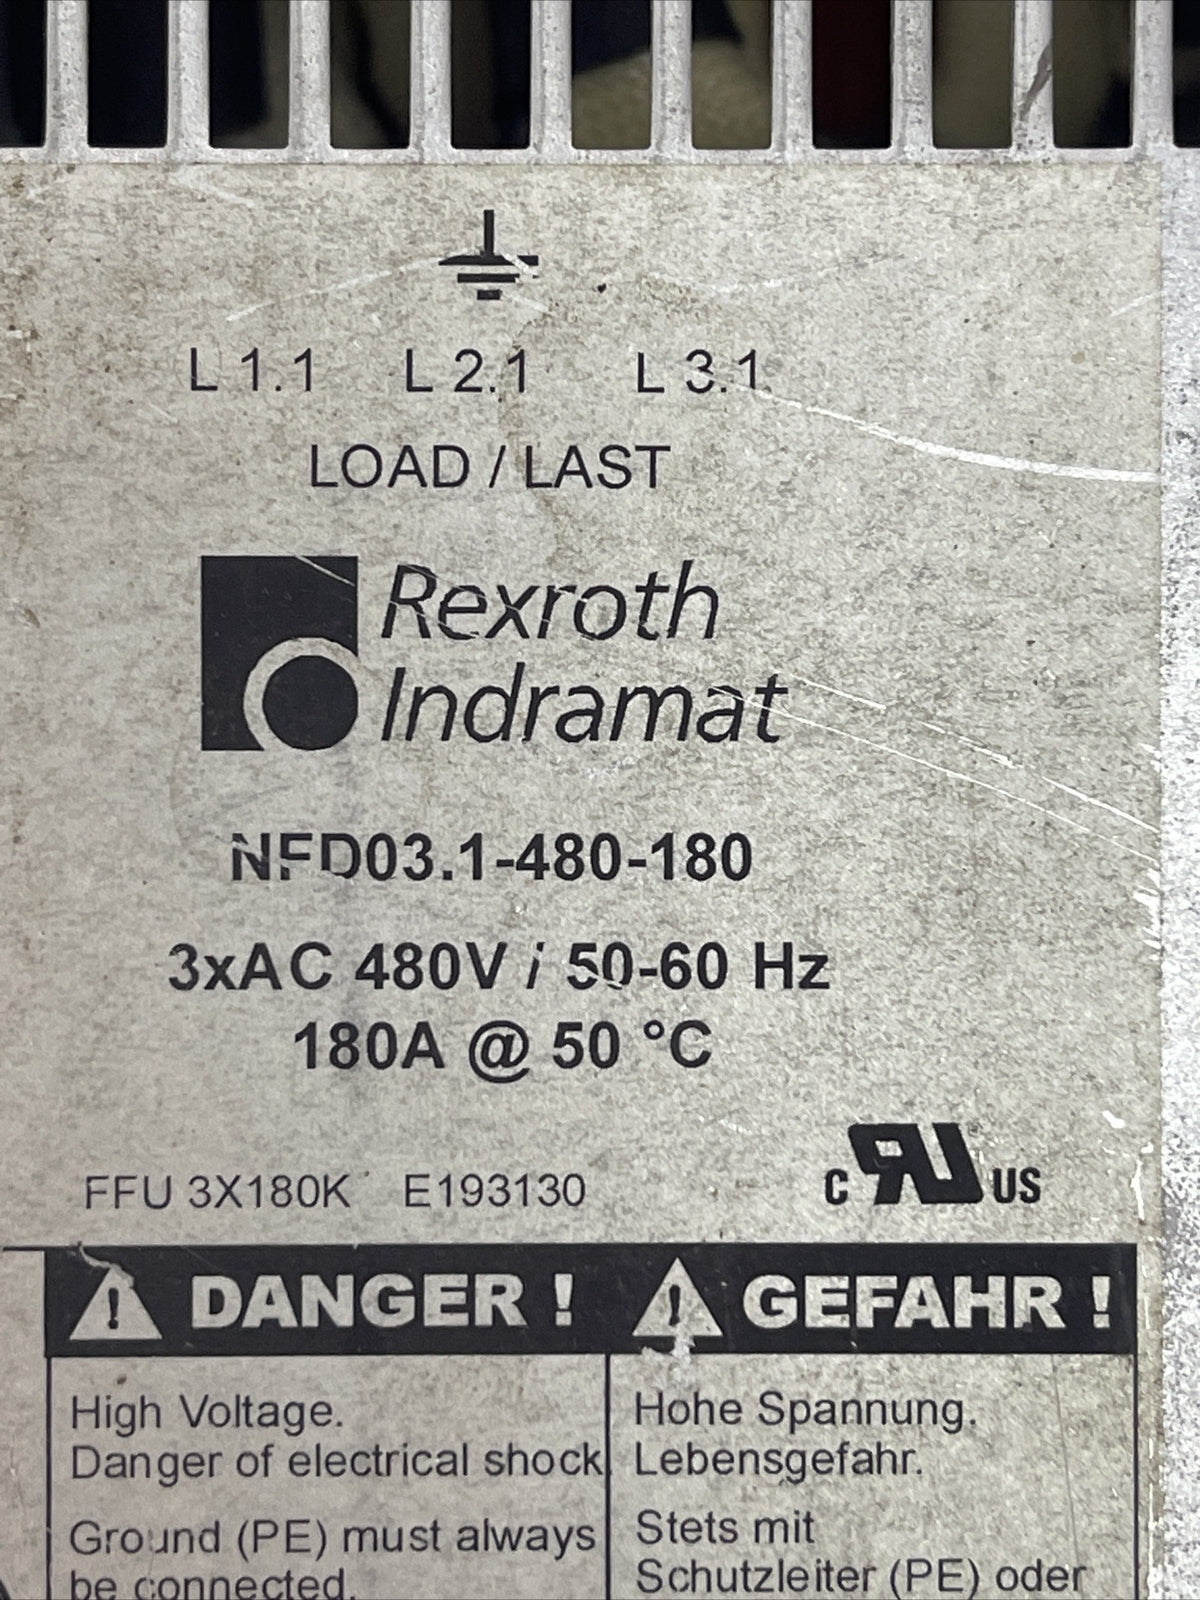 L 1.1 L 2.1 L 3.1
LOAD / LAST
Rexroth
Indramat
NFD03.1-480-180
3xAC 480V / 50-60 Hz
180A @ 50 °C
FFU 3X180K E193130
c RU US
DANGER !
High Voltage.
Danger of electrical shock
Ground (PE) must always
be connected.
GEFAHR !
Hohe Spannung.
Lebensgefahr.
Stets mit
Schutzleiter (PE) oder